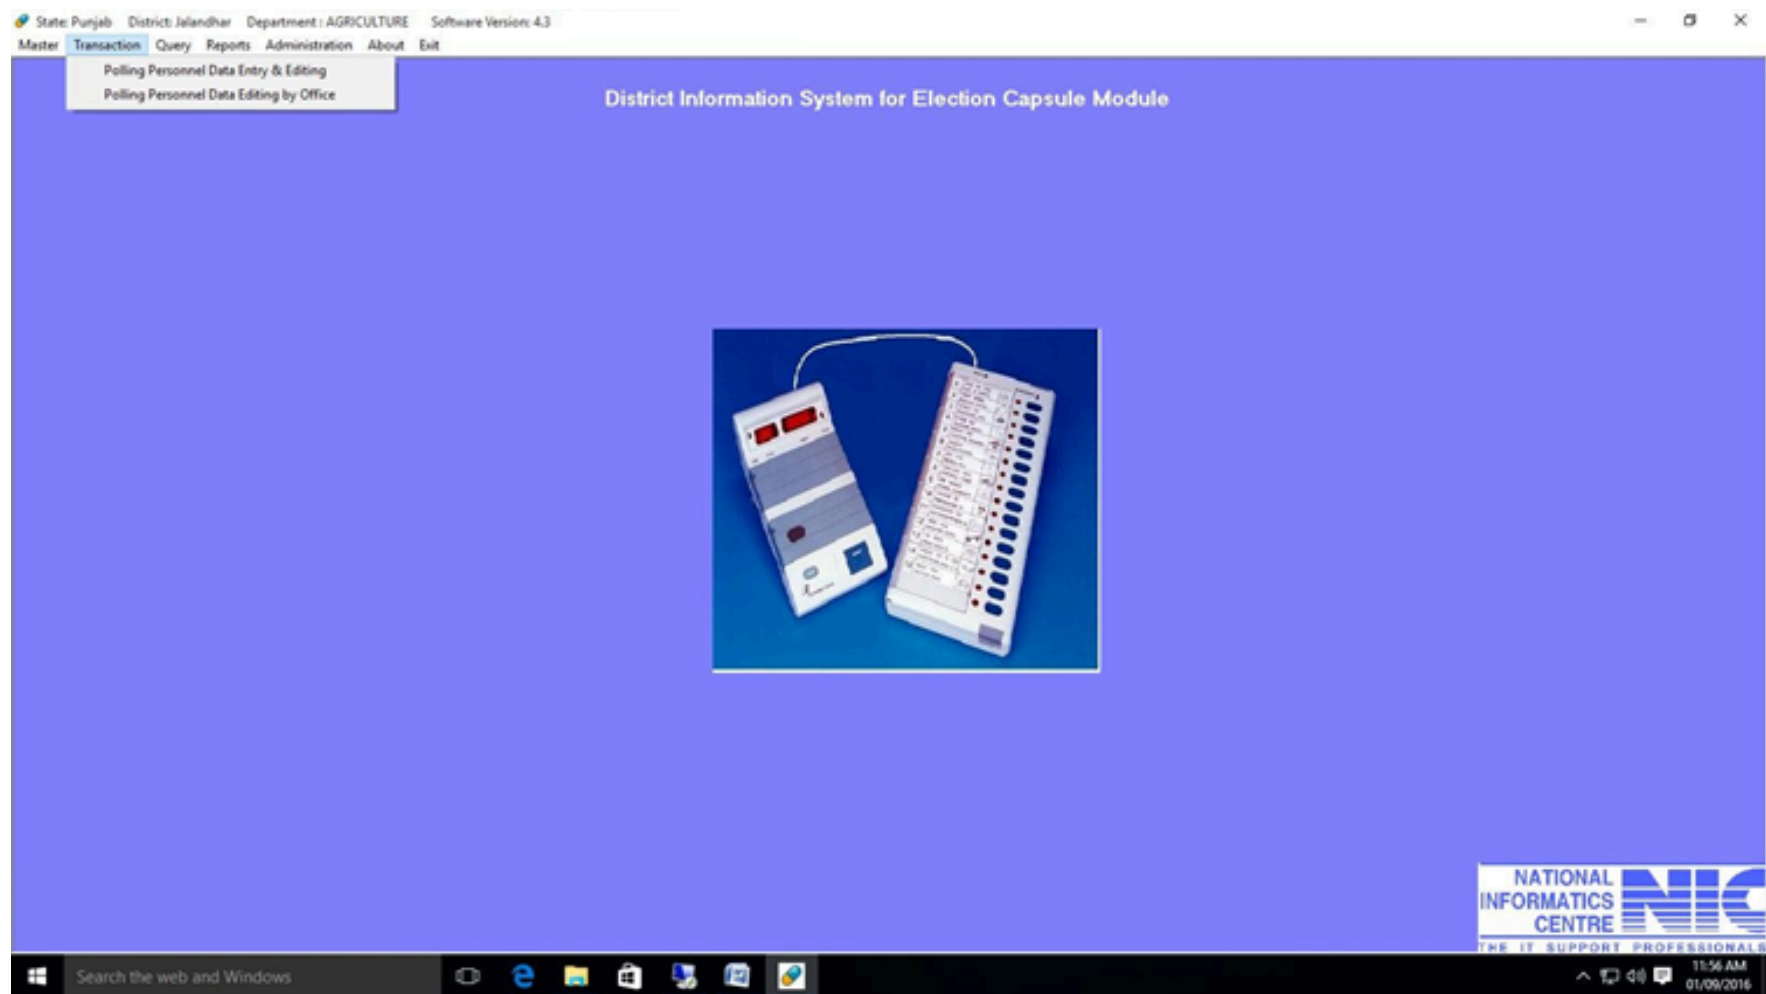 State: Punjab District: Jalandhar Department : AGRICULTURE Software Version: 4.3
Master Transaction Query Reports Administration About Exit
Polling Personnel Data Entry & Editing
Polling Personnel Data Editing by Office
District Information System for Election Capsule Module
NATIONAL
INFORMATICS
CENTRE
NIC
THE IT SUPPORT PROFESSIONALS
Search the web and Windows
11:56 AM
01/09/2016